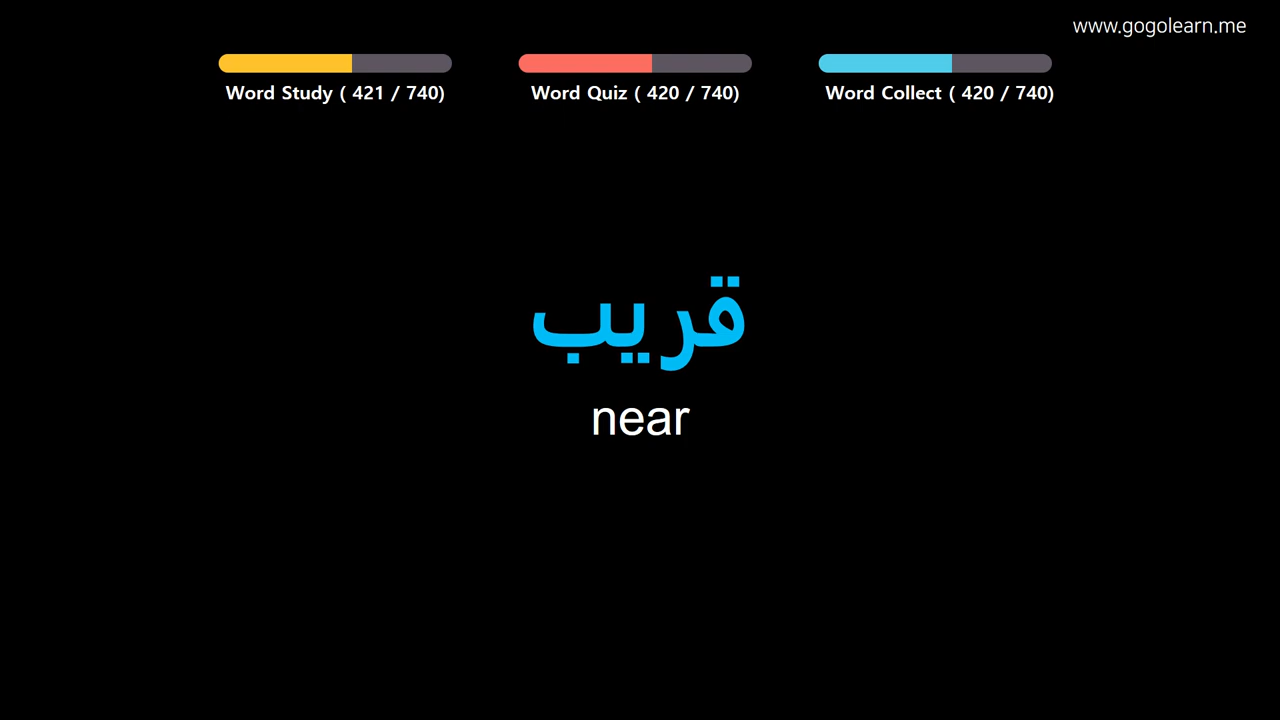 www.gogolearn.me
Word Study ( 421 / 740)
Word Quiz ( 420 / 740)
Word Collect ( 420 / 740)
قريب
near